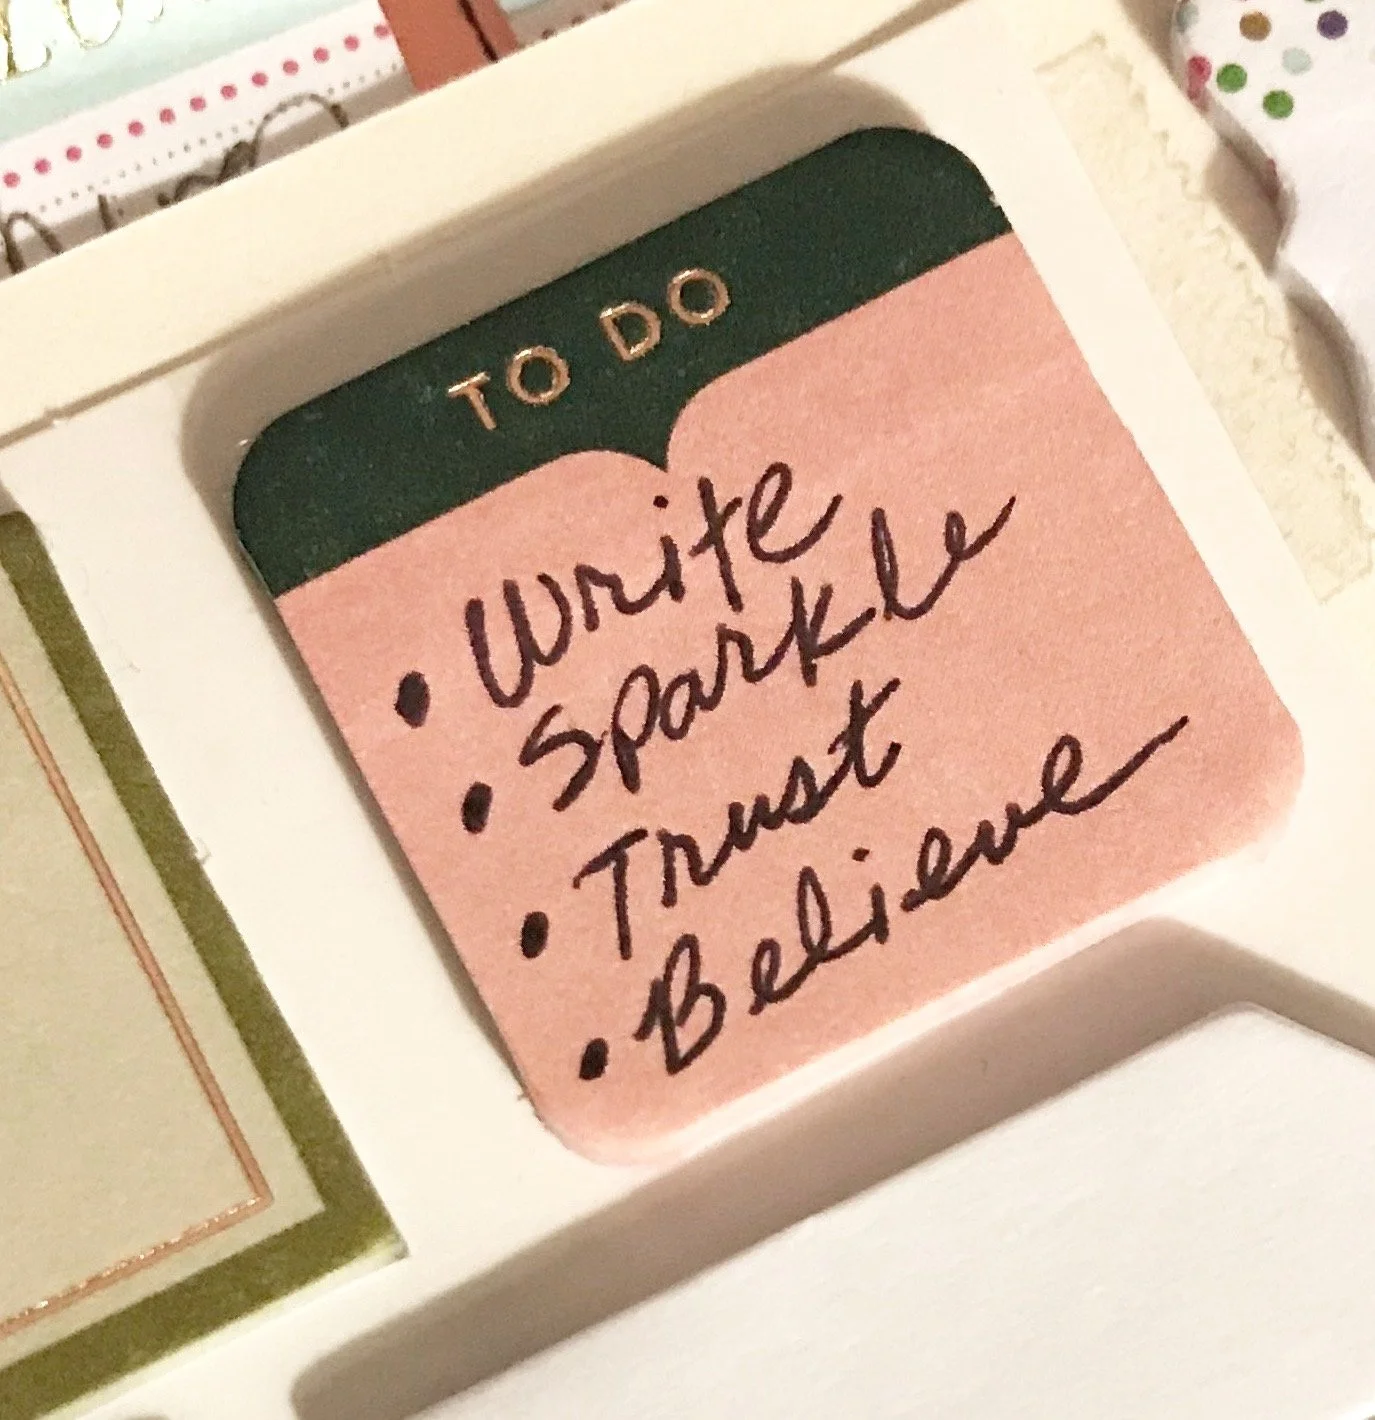 TO DO
• Write
• Sparkle
• Trust
• Believe